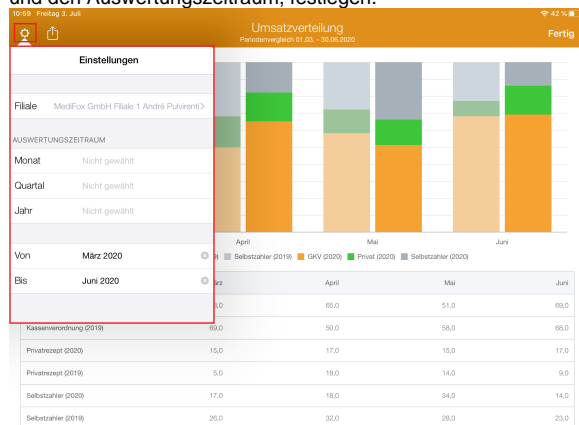 und den Auswertungszeitraum, festlegen.
10:59 Freitag 3. Juli 42 %
Umsatzverteilung
Periodenvergleich 01.03. - 30.06.2020
Fertig
Einstellungen
Filiale MediFox GmbH Filiale 1 André Pulvirenti
AUSWERTUNGSZEITRAUM
Monat Nicht gewählt
Quartal Nicht gewählt
Jahr Nicht gewählt
Von März 2020
Bis Juni 2020
April Mai Juni
Selbstzahler (2019) GKV (2020) Privat (2020) Selbstzahler (2020)
April Mai Juni
65,0 51,0 69,0
Kassenverordnung (2019) 69,0 50,0 58,0 68,0
Privatrezept (2020) 15,0 17,0 15,0 17,0
Privatrezept (2019) 5,0 18,0 14,0 9,0
Selbstzahler (2020) 17,0 18,0 34,0 14,0
Selbstzahler (2019) 26,0 32,0 28,0 23,0